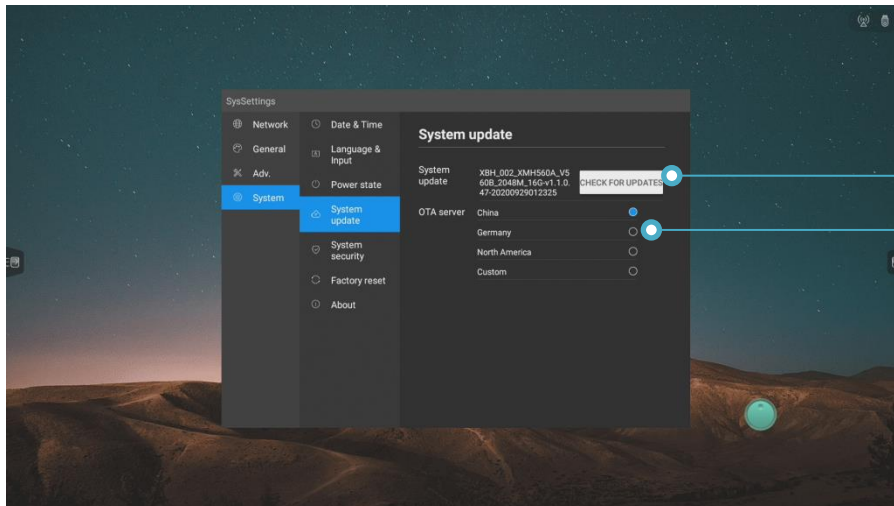 SysSettings
Network
General
Adv.
System
Date & Time
Language &
Input
Power state
System
update
System
security
Factory reset
About
System update
System
update
XBH_002_XMH560A_V5
60B_2048M_16G-v1.1.0.
47-20200929012325
CHECK FOR UPDATES
OTA server
China
Germany
North America
Custom